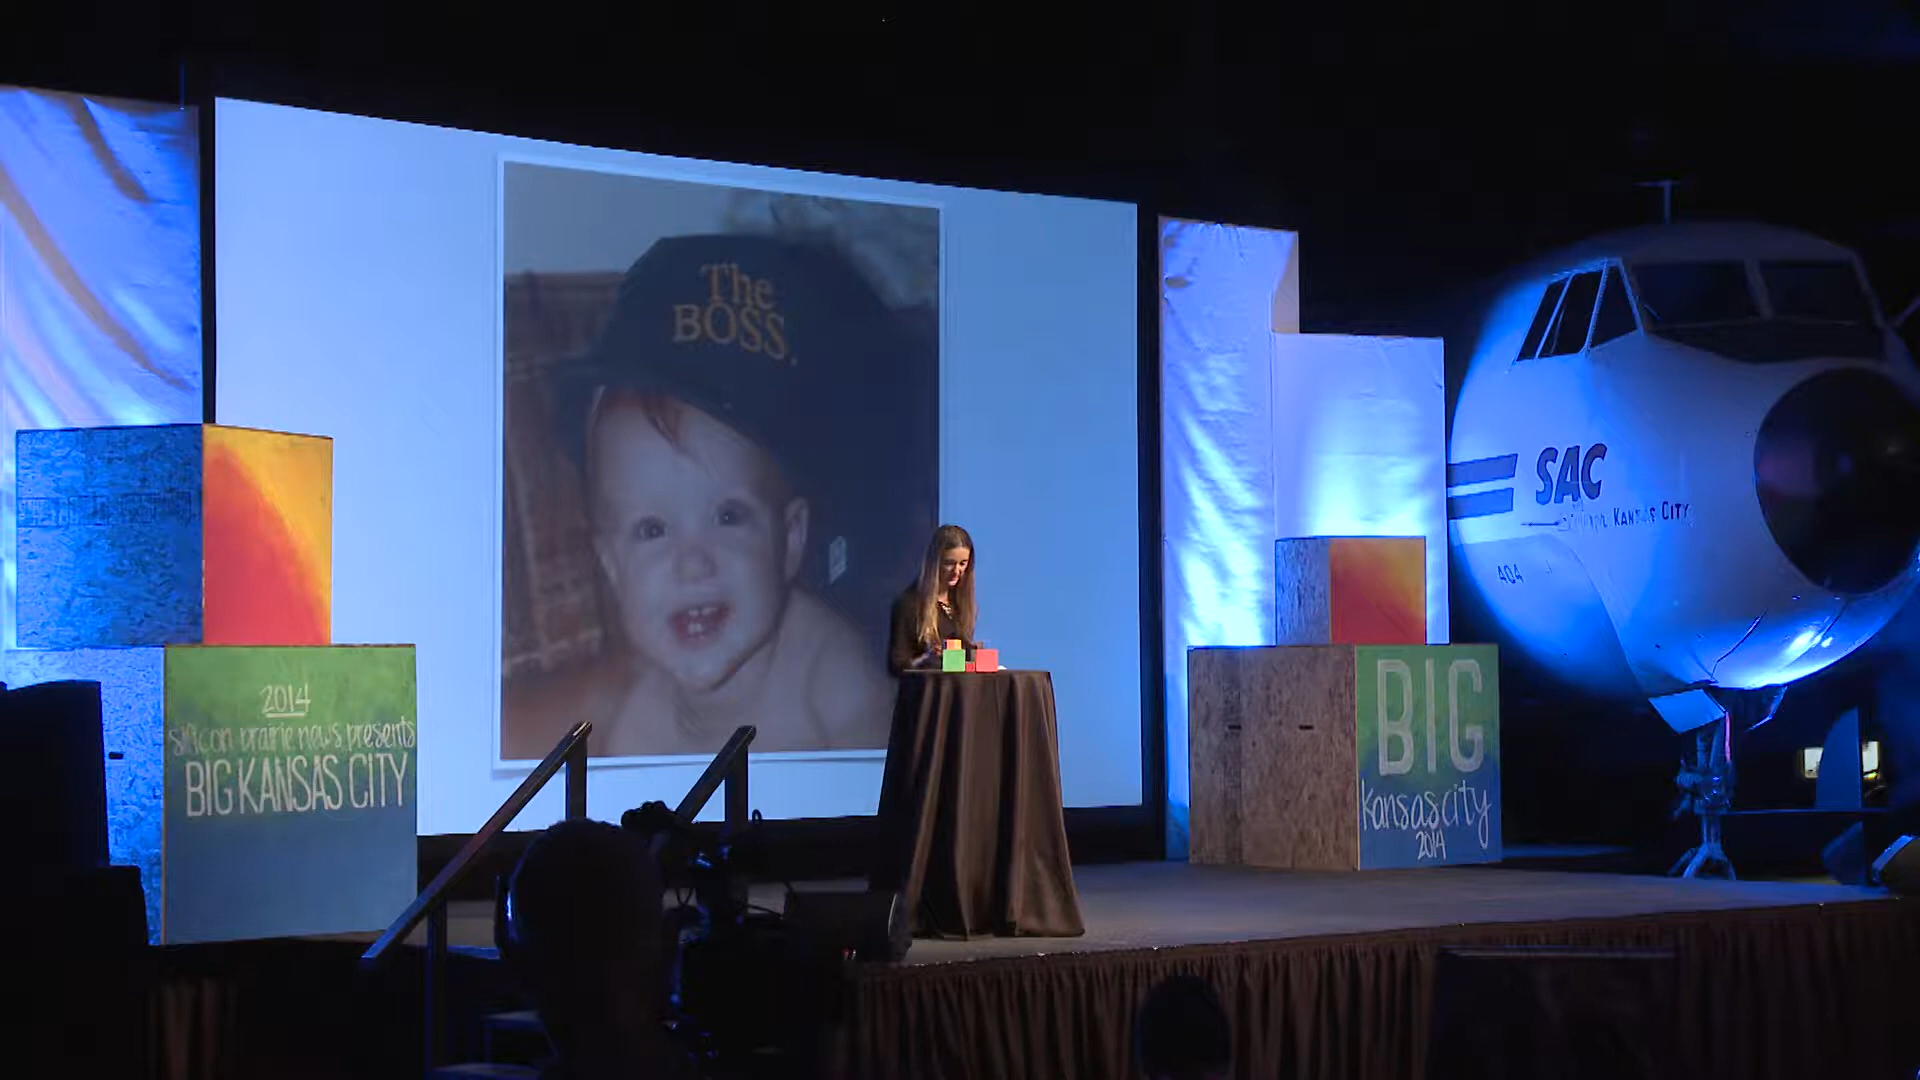 The
BOSS.
2014
silicon prairie news presents
BIG KANSAS CITY
SAC
KANSAS CITY
404
BIG
kansas city
2014